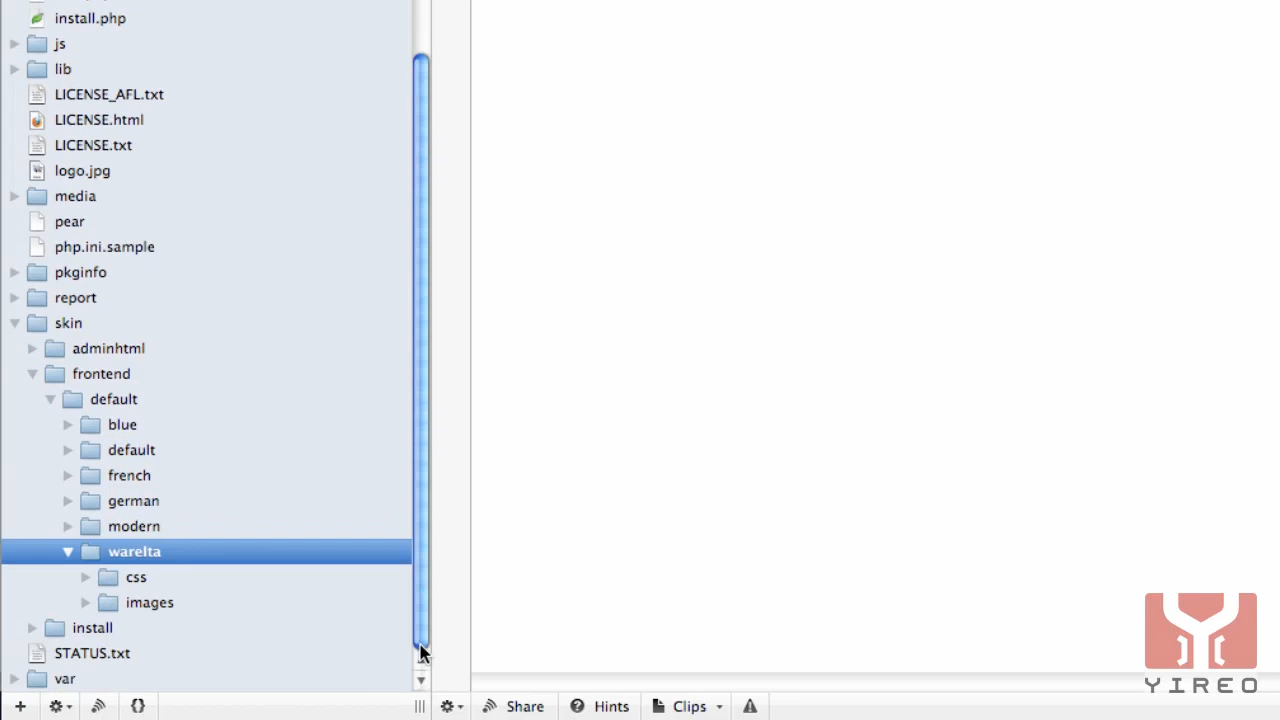 install.php
js
lib
LICENSE_AFL.txt
LICENSE.html
LICENSE.txt
logo.jpg
media
pear
php.ini.sample
pkginfo
report
skin
adminhtml
frontend
default
blue
default
french
german
modern
warelta
css
images
install
STATUS.txt
var
Share Hints Clips
YIREO